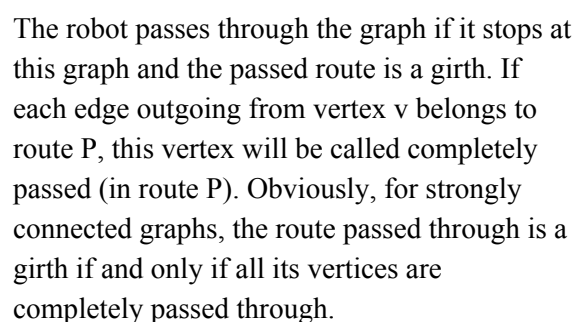 The robot passes through the graph if it stops at
this graph and the passed route is a girth. If
each edge outgoing from vertex v belongs to
route P, this vertex will be called completely
passed (in route P). Obviously, for strongly
connected graphs, the route passed through is a
girth if and only if all its vertices are
completely passed through.